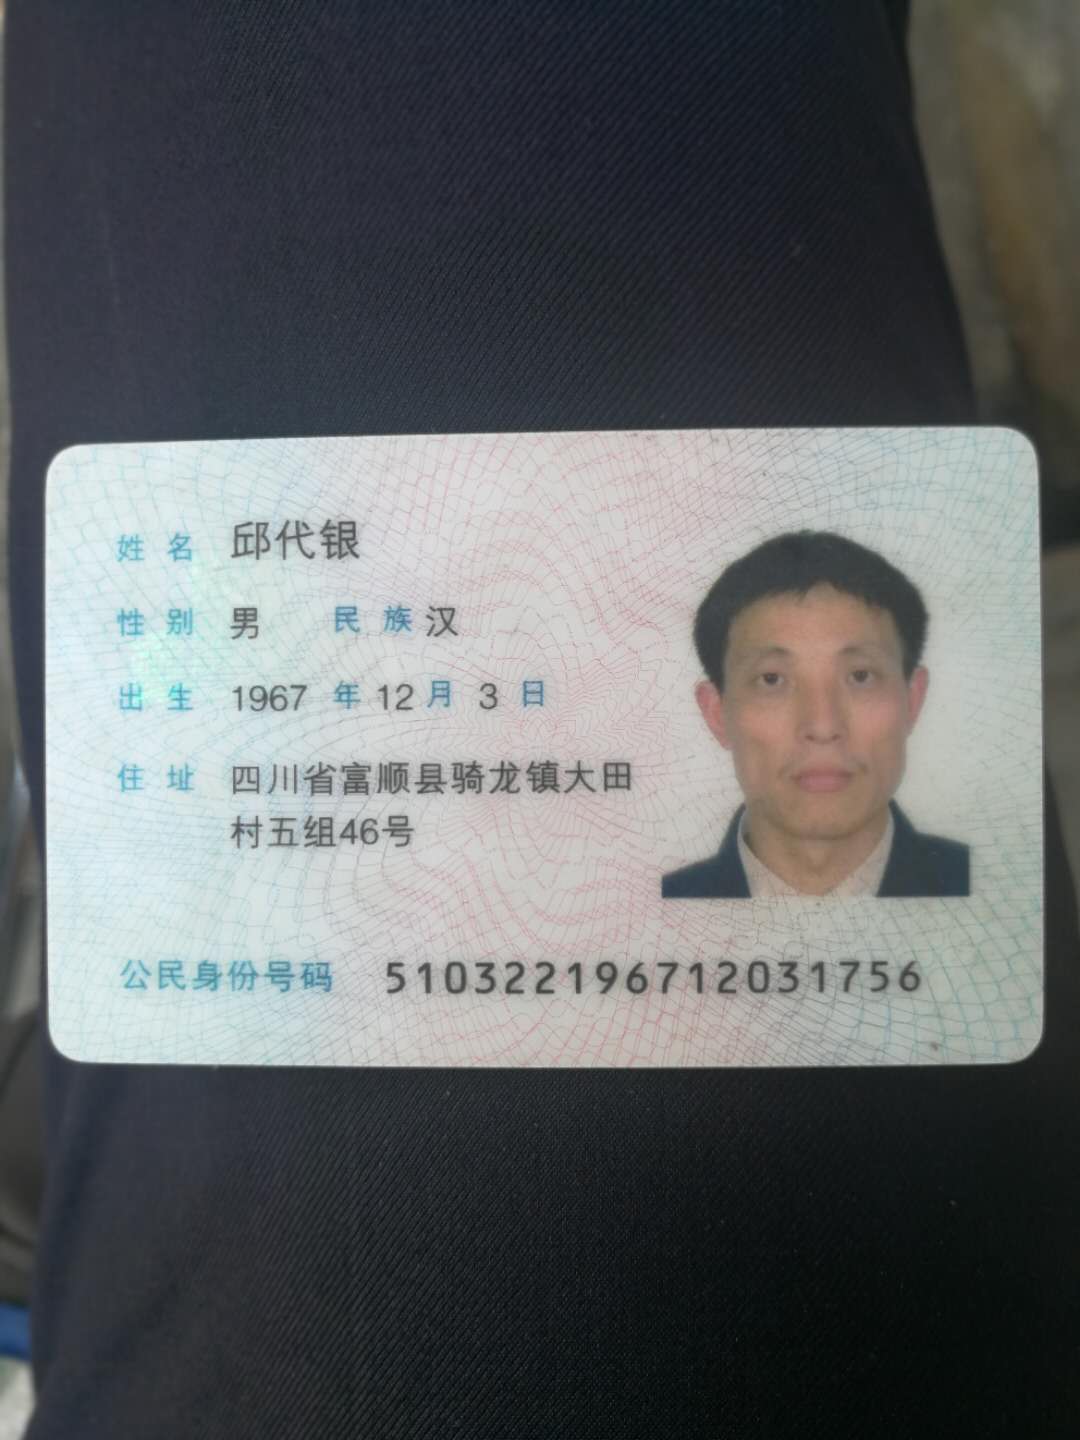 姓名 邱代银
性别 男 民族 汉
出生 1967 年 12 月 3 日
住址 四川省富顺县骑龙镇大田
村五组46号
公民身份号码 510322196712031756